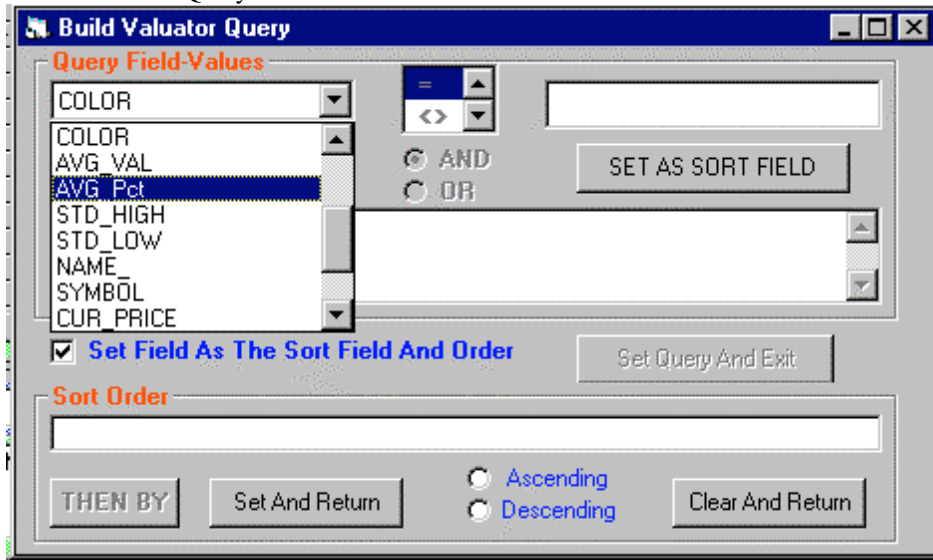 Build Valuator Query
Query Field-Values
COLOR
=
<>
COLOR
AVG_VAL
AVG_Pct
STD_HIGH
STD_LOW
NAME_
SYMBOL
CUR_PRICE
AND
OR
SET AS SORT FIELD
Set Field As The Sort Field And Order
Set Query And Exit
Sort Order
THEN BY
Set And Return
Ascending
Descending
Clear And Return